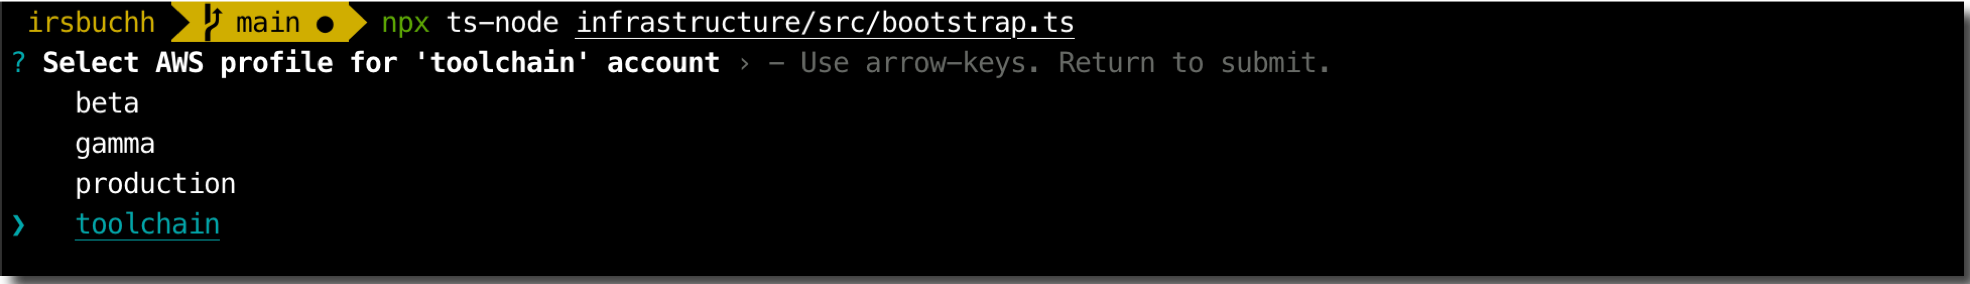 irsbuchh main ● npx ts-node infrastructure/src/bootstrap.ts
? Select AWS profile for 'toolchain' account › - Use arrow-keys. Return to submit.
beta
gamma
production
❯ toolchain